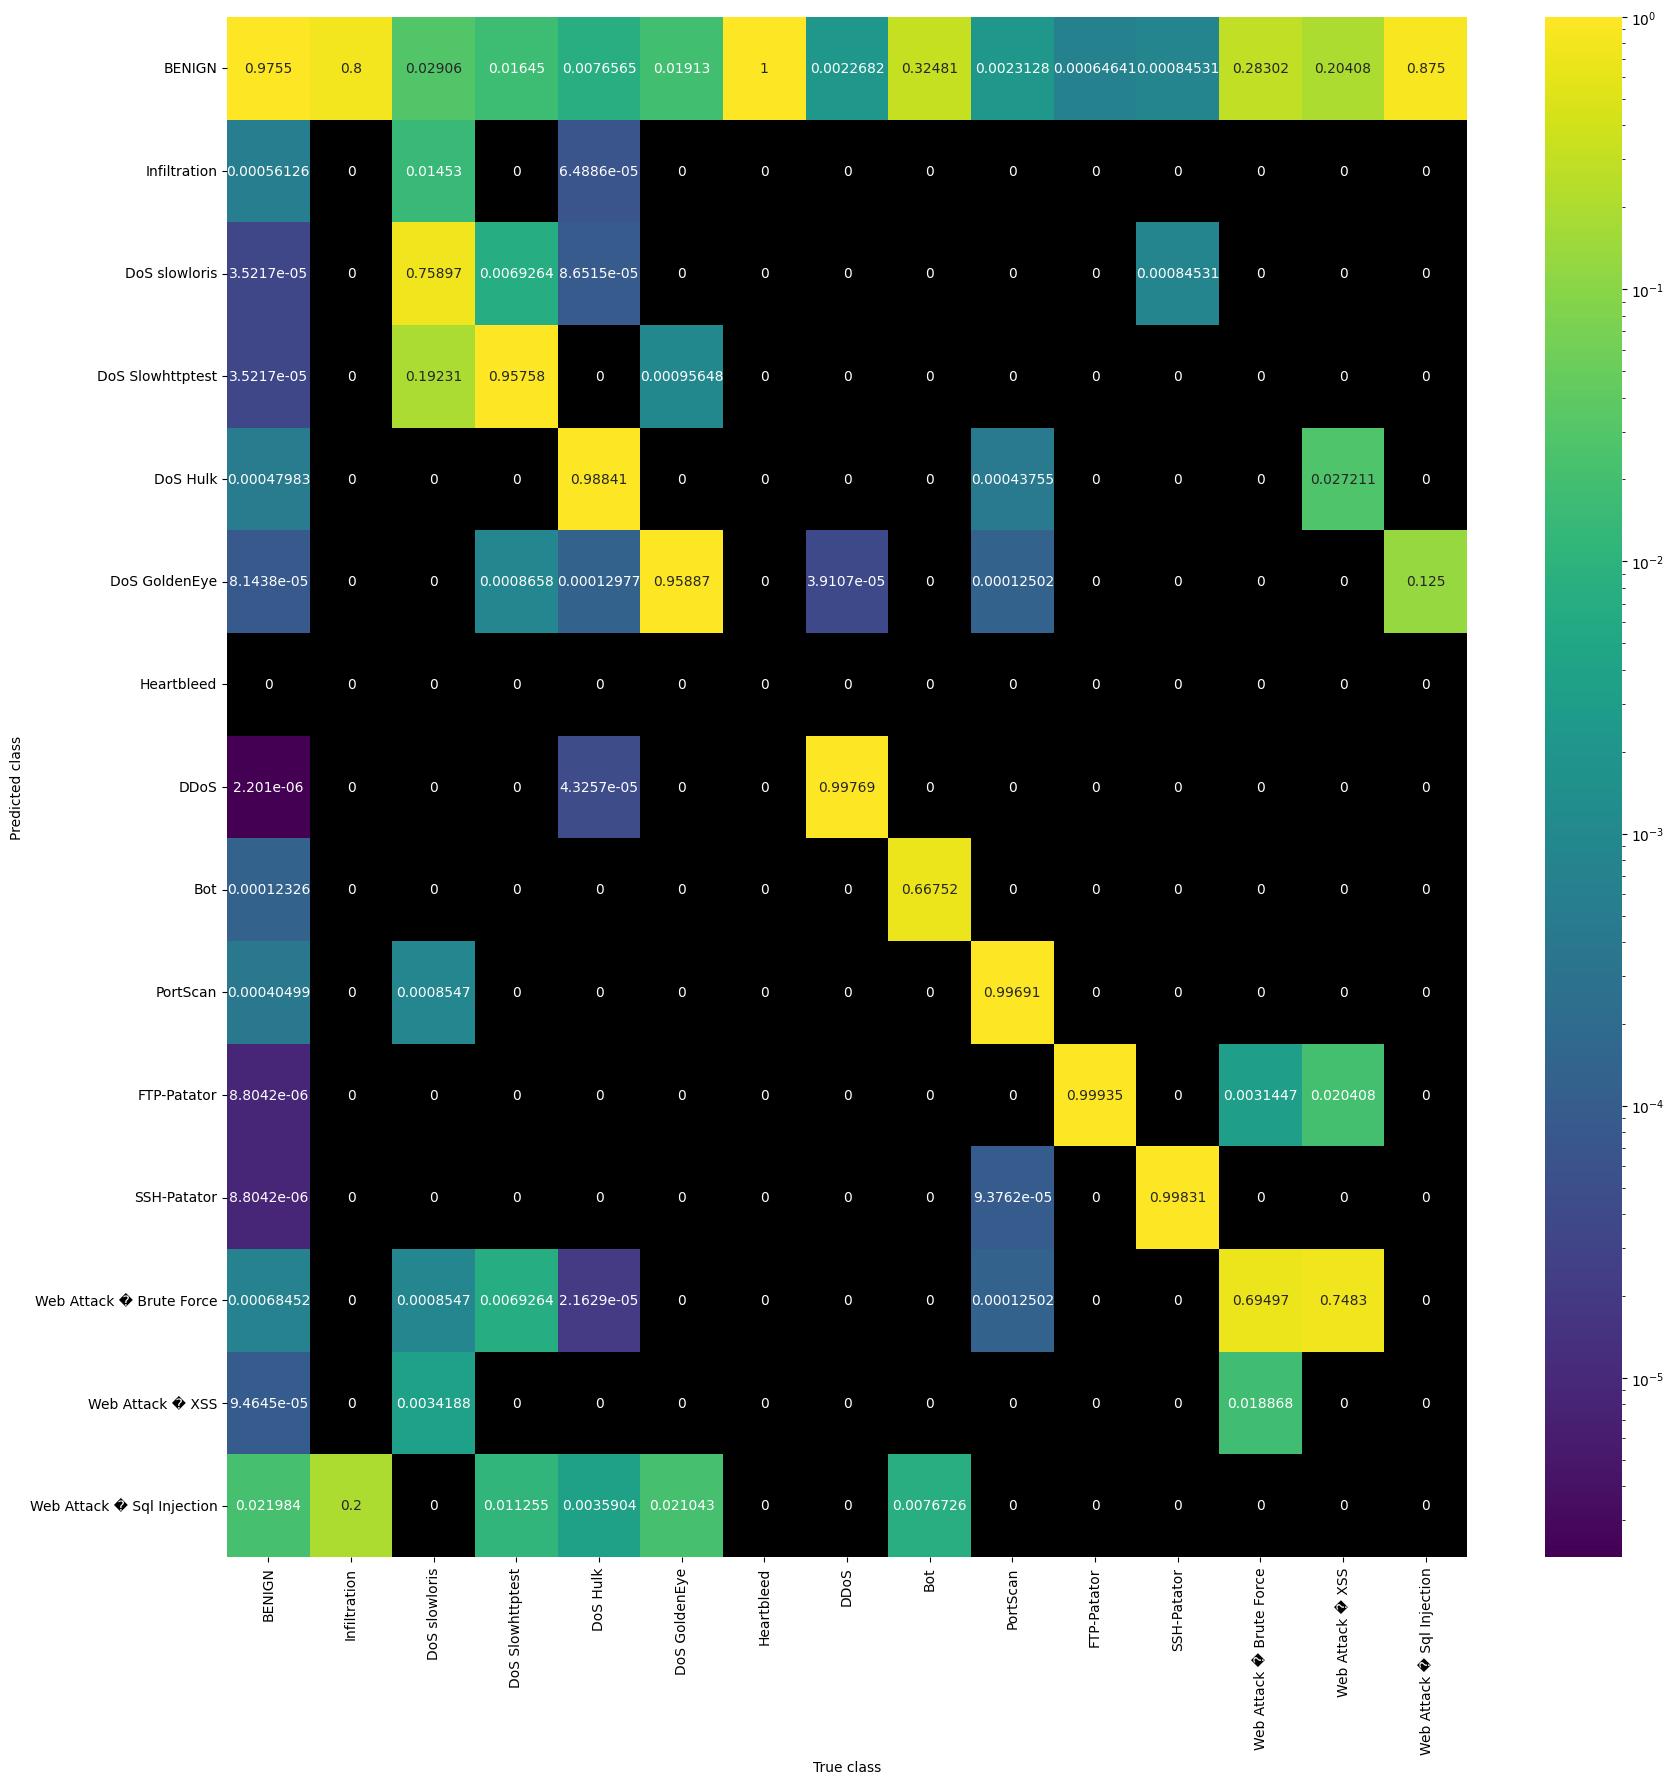 BENIGN 0.9755 0.8 0.02906 0.01645 0.0076565 0.01913 1 0.0022682 0.32481 0.0023128 0.00064641 0.00084531 0.28302 0.20408 0.875
Infiltration 0.00056126 0 0.01453 0 6.4886e-05 0 0 0 0 0 0 0 0 0 0
DoS slowloris 3.5217e-05 0 0.75897 0.0069264 8.6515e-05 0 0 0 0 0 0 0.00084531 0 0 0
DoS Slowhttptest 3.5217e-05 0 0.19231 0.95758 0 0.00095648 0 0 0 0 0 0 0 0 0
DoS Hulk 0.00047983 0 0 0 0.98841 0 0 0 0 0.00043755 0 0 0 0.027211 0
DoS GoldenEye 8.1438e-05 0 0 0.0008658 0.00012977 0.95887 0 3.9107e-05 0 0.00012502 0 0 0 0 0.125
Heartbleed 0 0 0 0 0 0 0 0 0 0 0 0 0 0 0
DDoS 2.201e-06 0 0 0 4.3257e-05 0 0 0.99769 0 0 0 0 0 0 0
Bot 0.00012326 0 0 0 0 0 0 0 0.66752 0 0 0 0 0 0
PortScan 0.00040499 0 0.0008547 0 0 0 0 0 0 0.99691 0 0 0 0 0
FTP-Patator 8.8042e-06 0 0 0 0 0 0 0 0 0 0.99935 0 0.0031447 0.020408 0
SSH-Patator 8.8042e-06 0 0 0 0 0 0 0 0 9.3762e-05 0 0.99831 0 0 0
Web Attack � Brute Force 0.00068452 0 0.0008547 0.0069264 2.1629e-05 0 0 0 0 0.00012502 0 0 0.69497 0.7483 0
Web Attack � XSS 9.4645e-05 0 0.0034188 0 0 0 0 0 0 0 0 0 0.018868 0 0
Web Attack � Sql Injection 0.021984 0.2 0 0.011255 0.0035904 0.021043 0 0 0.0076726 0 0 0 0 0 0
Predicted class
BENIGN
Infiltration
DoS slowloris
DoS Slowhttptest
DoS Hulk
DoS GoldenEye
Heartbleed
DDoS
Bot
PortScan
FTP-Patator
SSH-Patator
Web Attack � Brute Force
Web Attack � XSS
Web Attack � Sql Injection
True class
10⁰
10⁻¹
10⁻²
10⁻³
10⁻⁴
10⁻⁵